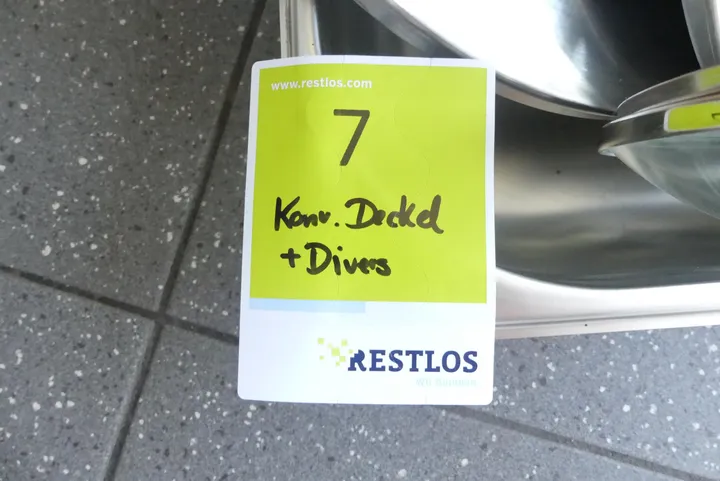 www.restlos.com
7
Konv. Deckel
+ Divers
RESTLOS